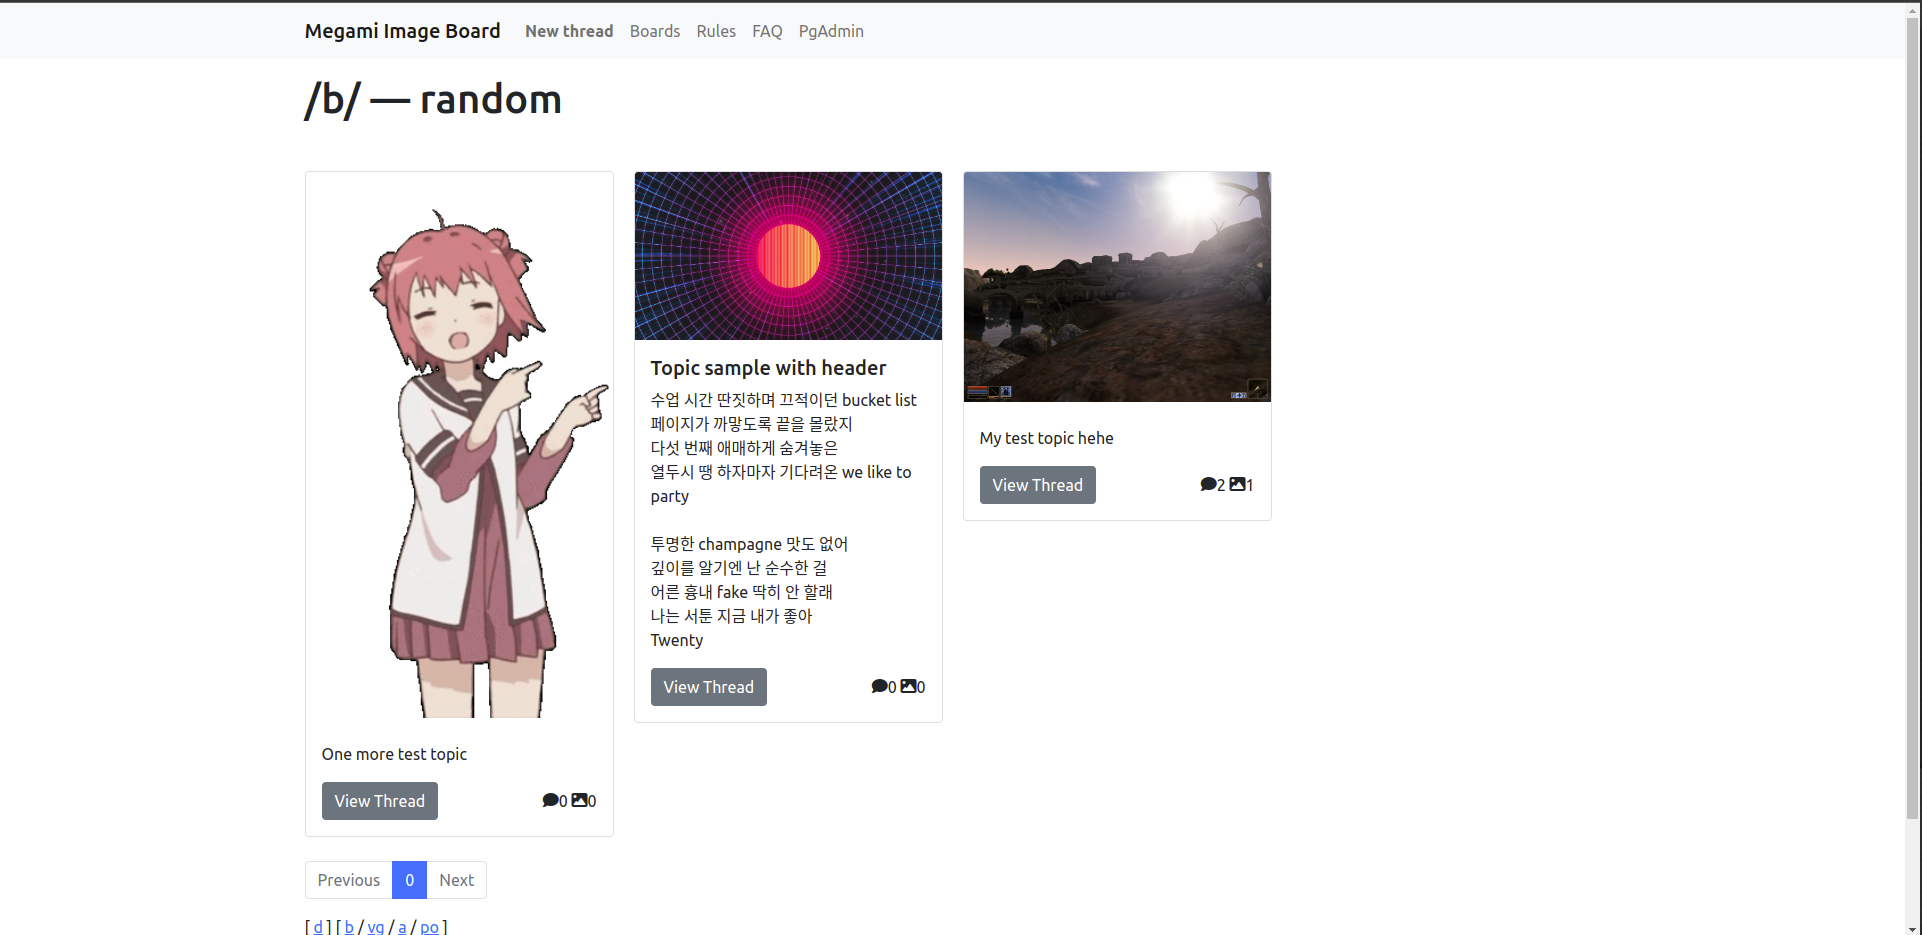 Megami Image Board New thread Boards Rules FAQ PgAdmin
/b/ — random
One more test topic
View Thread 0 0
Topic sample with header
수업 시간 딴짓하며 끄적이던 bucket list
페이지가 까맣도록 끝을 몰랐지
다섯 번째 애매하게 숨겨놓은
열두시 땡 하자마자 기다려온 we like to
party
투명한 champagne 맛도 없어
깊이를 알기엔 난 순수한 걸
어른 흉내 fake 딱히 안 할래
나는 서툰 지금 내가 좋아
Twenty
View Thread 0 0
My test topic hehe
View Thread 2 1
Previous 0 Next
[ d ] [ b / vg / a / po ]